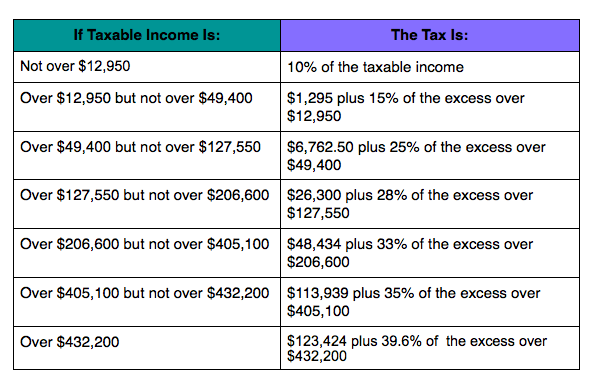 If Taxable Income Is: The Tax Is:
Not over $12,950 10% of the taxable income
Over $12,950 but not over $49,400 $1,295 plus 15% of the excess over
$12,950
Over $49,400 but not over $127,550 $6,762.50 plus 25% of the excess over
$49,400
Over $127,550 but not over $206,600 $26,300 plus 28% of the excess over
$127,550
Over $206,600 but not over $405,100 $48,434 plus 33% of the excess over
$206,600
Over $405,100 but not over $432,200 $113,939 plus 35% of the excess over
$405,100
Over $432,200 $123,424 plus 39.6% of the excess over
$432,200